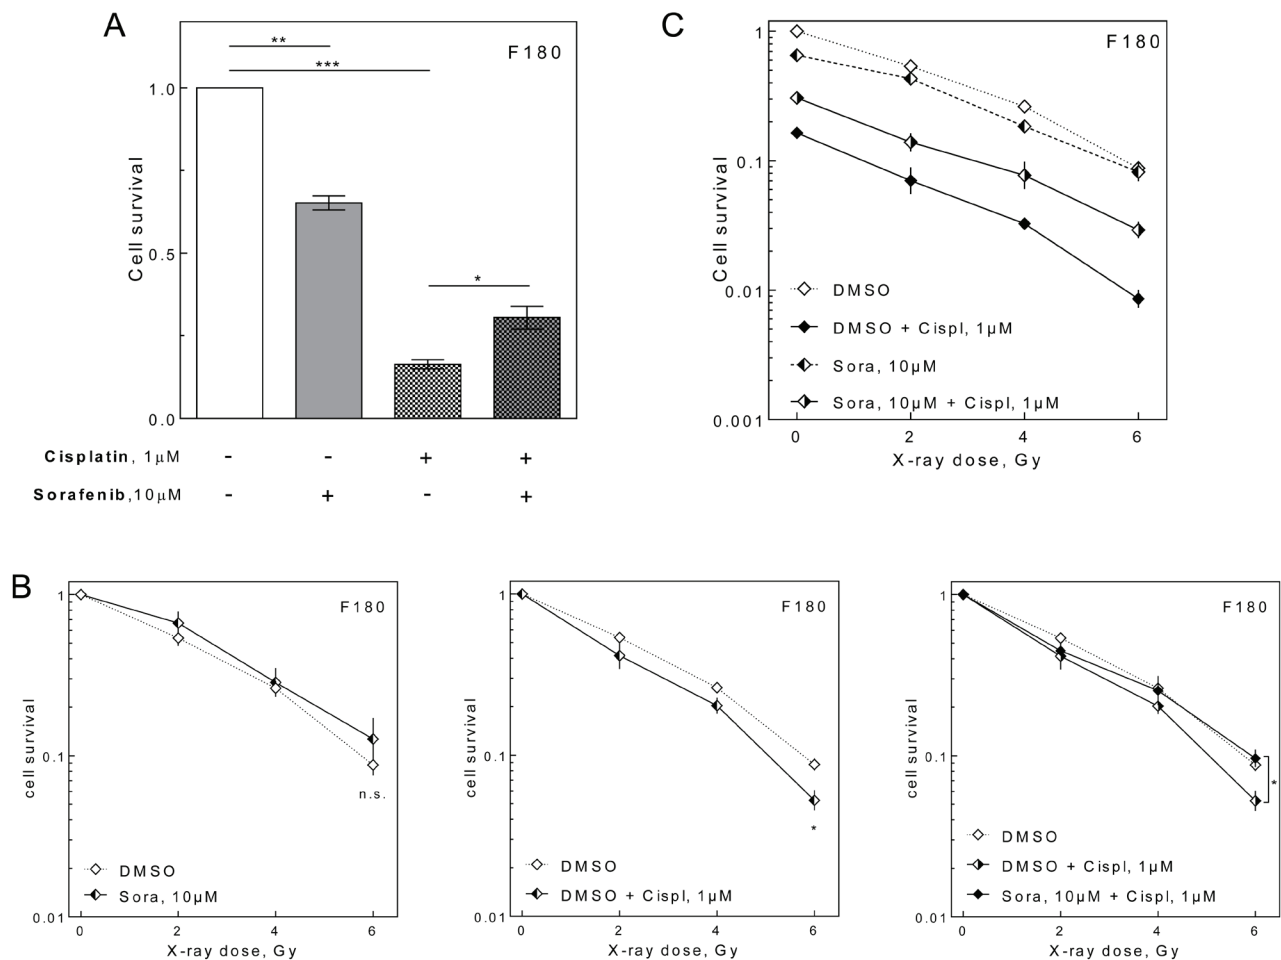 A
F180
**
***
*
1.0
0.5
0.0
Cell survival
Cisplatin, 1μM - - + +
Sorafenib,10μM - + - +
C
F180
1
0.1
0.01
0.001
Cell survival
DMSO
DMSO + Cispl, 1μM
Sora, 10μM
Sora, 10μM + Cispl, 1μM
0 2 4 6
X-ray dose, Gy
B
F180
1
0.1
0.01
cell survival
n.s.
DMSO
Sora, 10μM
0 2 4 6
X-ray dose, Gy
F180
1
0.1
0.01
cell survival
*
DMSO
DMSO + Cispl, 1μM
0 2 4 6
X-ray dose, Gy
F180
1
0.1
0.01
cell survival
*
DMSO
DMSO + Cispl, 1μM
Sora, 10μM + Cispl, 1μM
0 2 4 6
X-ray dose, Gy